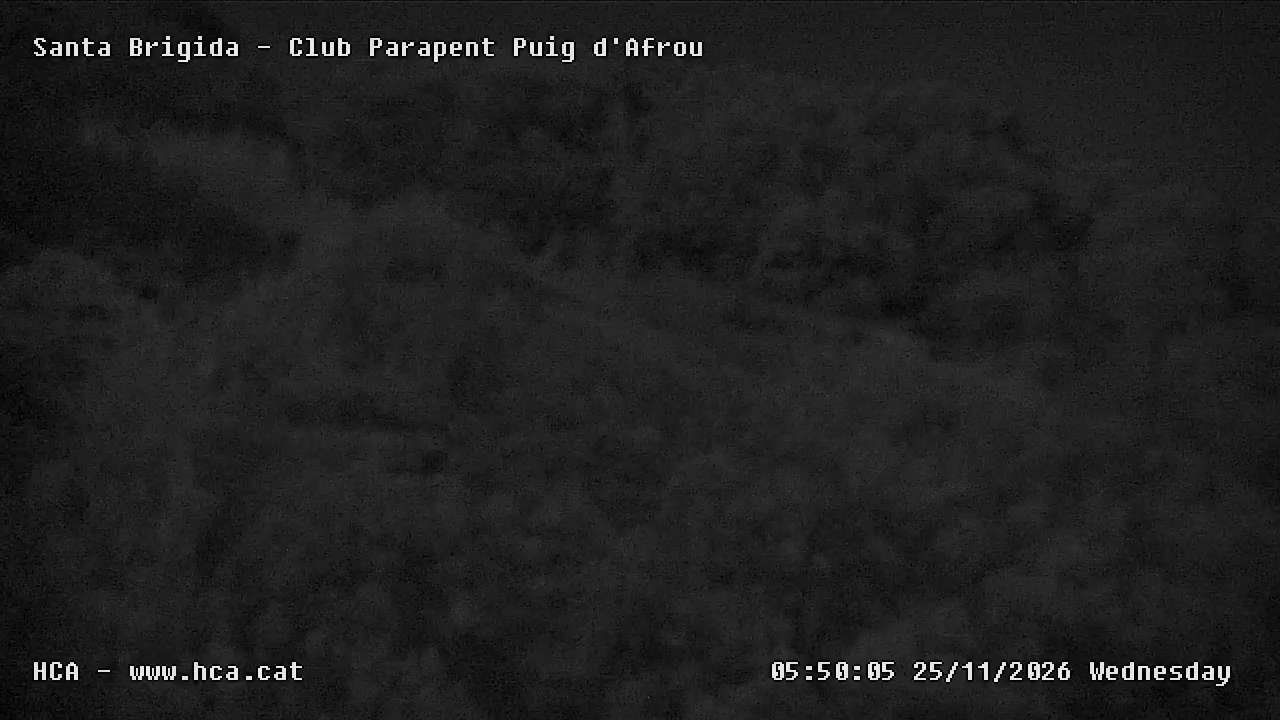 Santa Brigida - Club Parapent Puig d'Afrou
HCA - www.hca.cat
05:50:05 25/11/2026 Wednesday